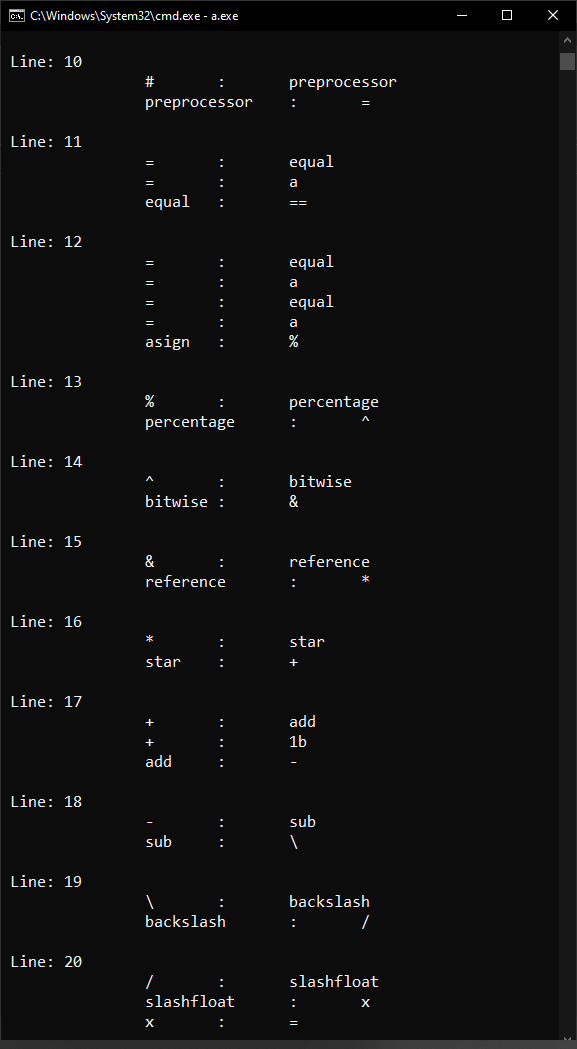 C:\Windows\System32\cmd.exe - a.exe
Line: 10
# : preprocessor
preprocessor : =
Line: 11
= : equal
= : a
equal : ==
Line: 12
= : equal
= : a
= : equal
= : a
asign : %
Line: 13
% : percentage
percentage : ^
Line: 14
^ : bitwise
bitwise : &
Line: 15
& : reference
reference : *
Line: 16
* : star
star : +
Line: 17
+ : add
+ : 1b
add : -
Line: 18
- : sub
sub : \
Line: 19
\ : backslash
backslash : /
Line: 20
/ : slashfloat
slashfloat : x
x : =